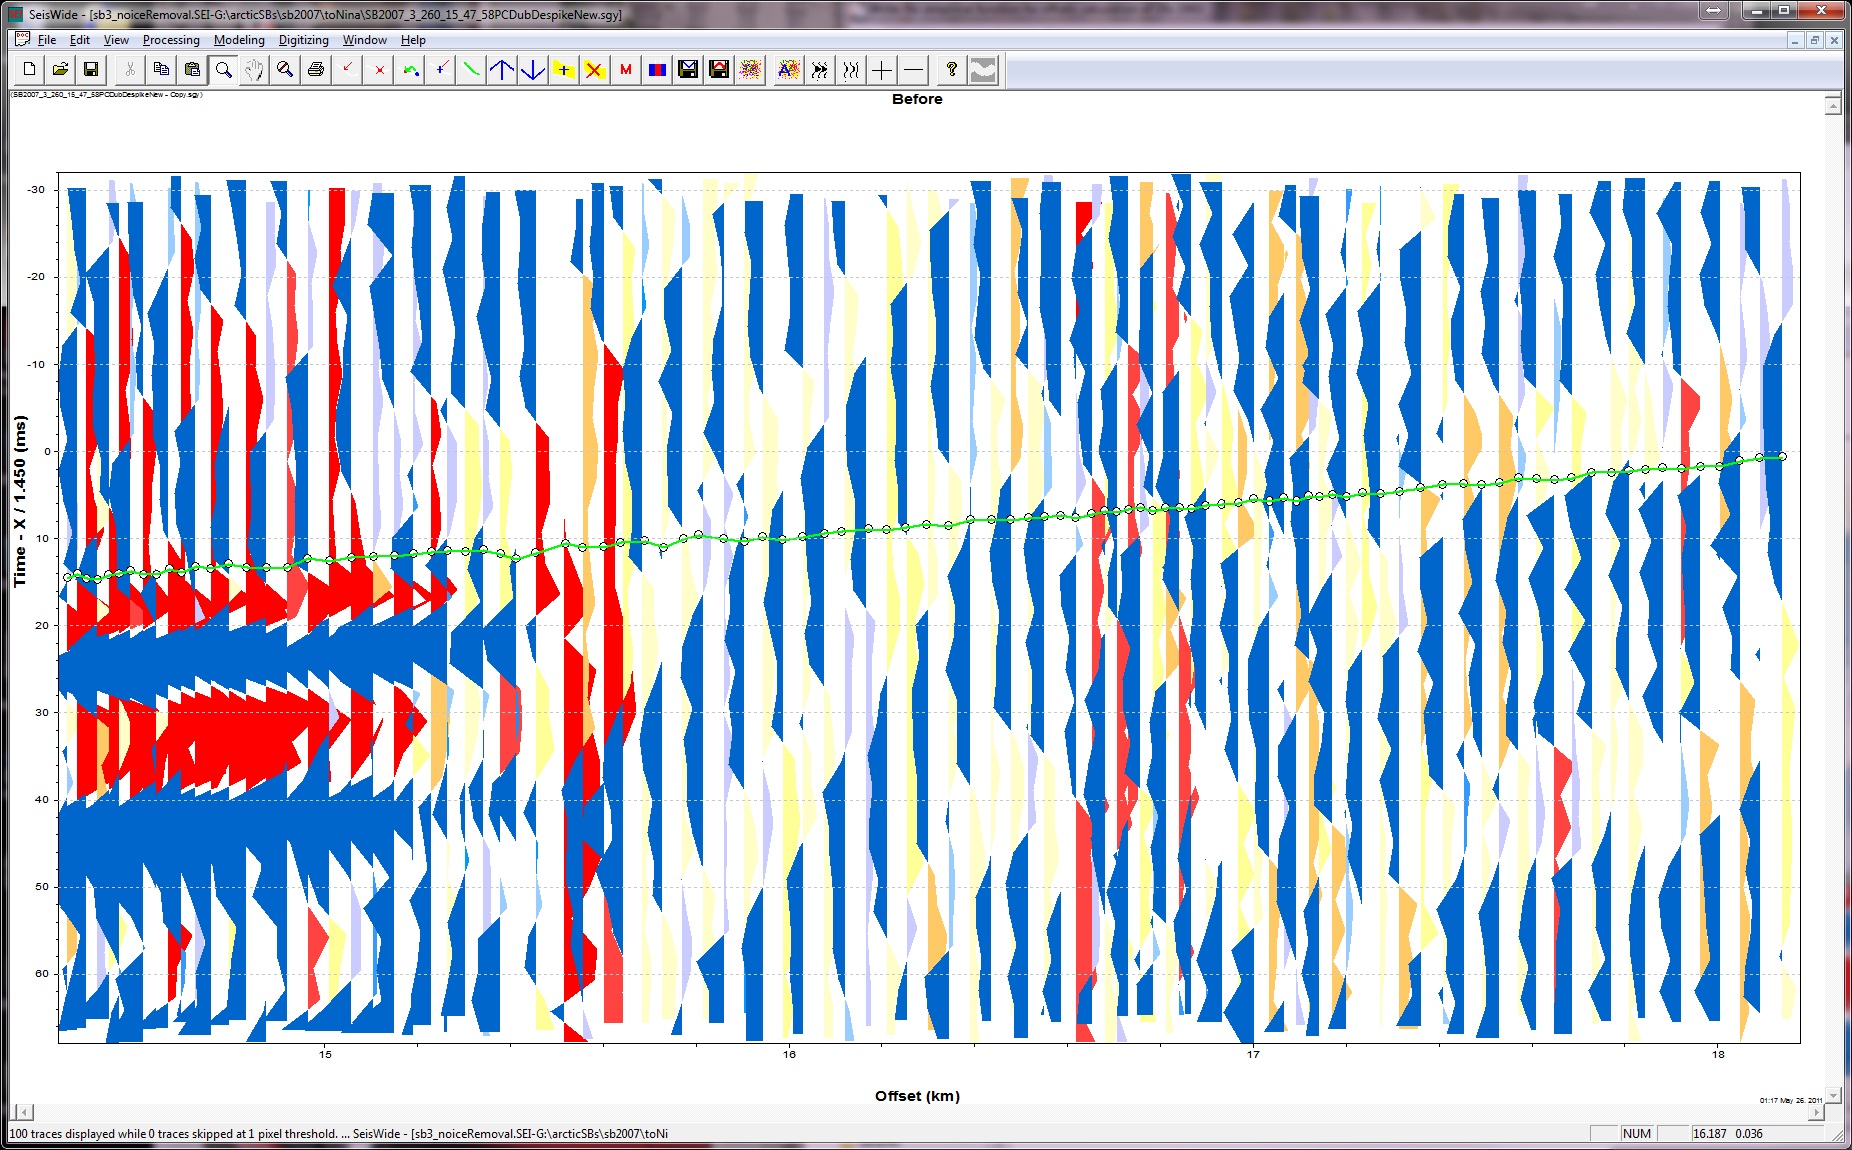 SeisWide - [sb3_noiceRemoval.SEI-G:\arcticSBs\sb2007\toNina\SB2007_3_260_15_47_58PCDubDespikeNew.sgy]
File Edit View Processing Modeling Digitizing Window Help
M A ?
(SB2007_3_260_15_47_58PCDubDespikeNew - Copy.sgy)
Before
-30
-20
-10
0
10
20
30
40
50
60
Time - X / 1.450 (ms)
15 16 17 18
Offset (km)
01:17 May 26, 2011
100 traces displayed while 0 traces skipped at 1 pixel threshold. ... SeisWide - [sb3_noiceRemoval.SEI-G:\arcticSBs\sb2007\toNi
NUM 16.187 0.036